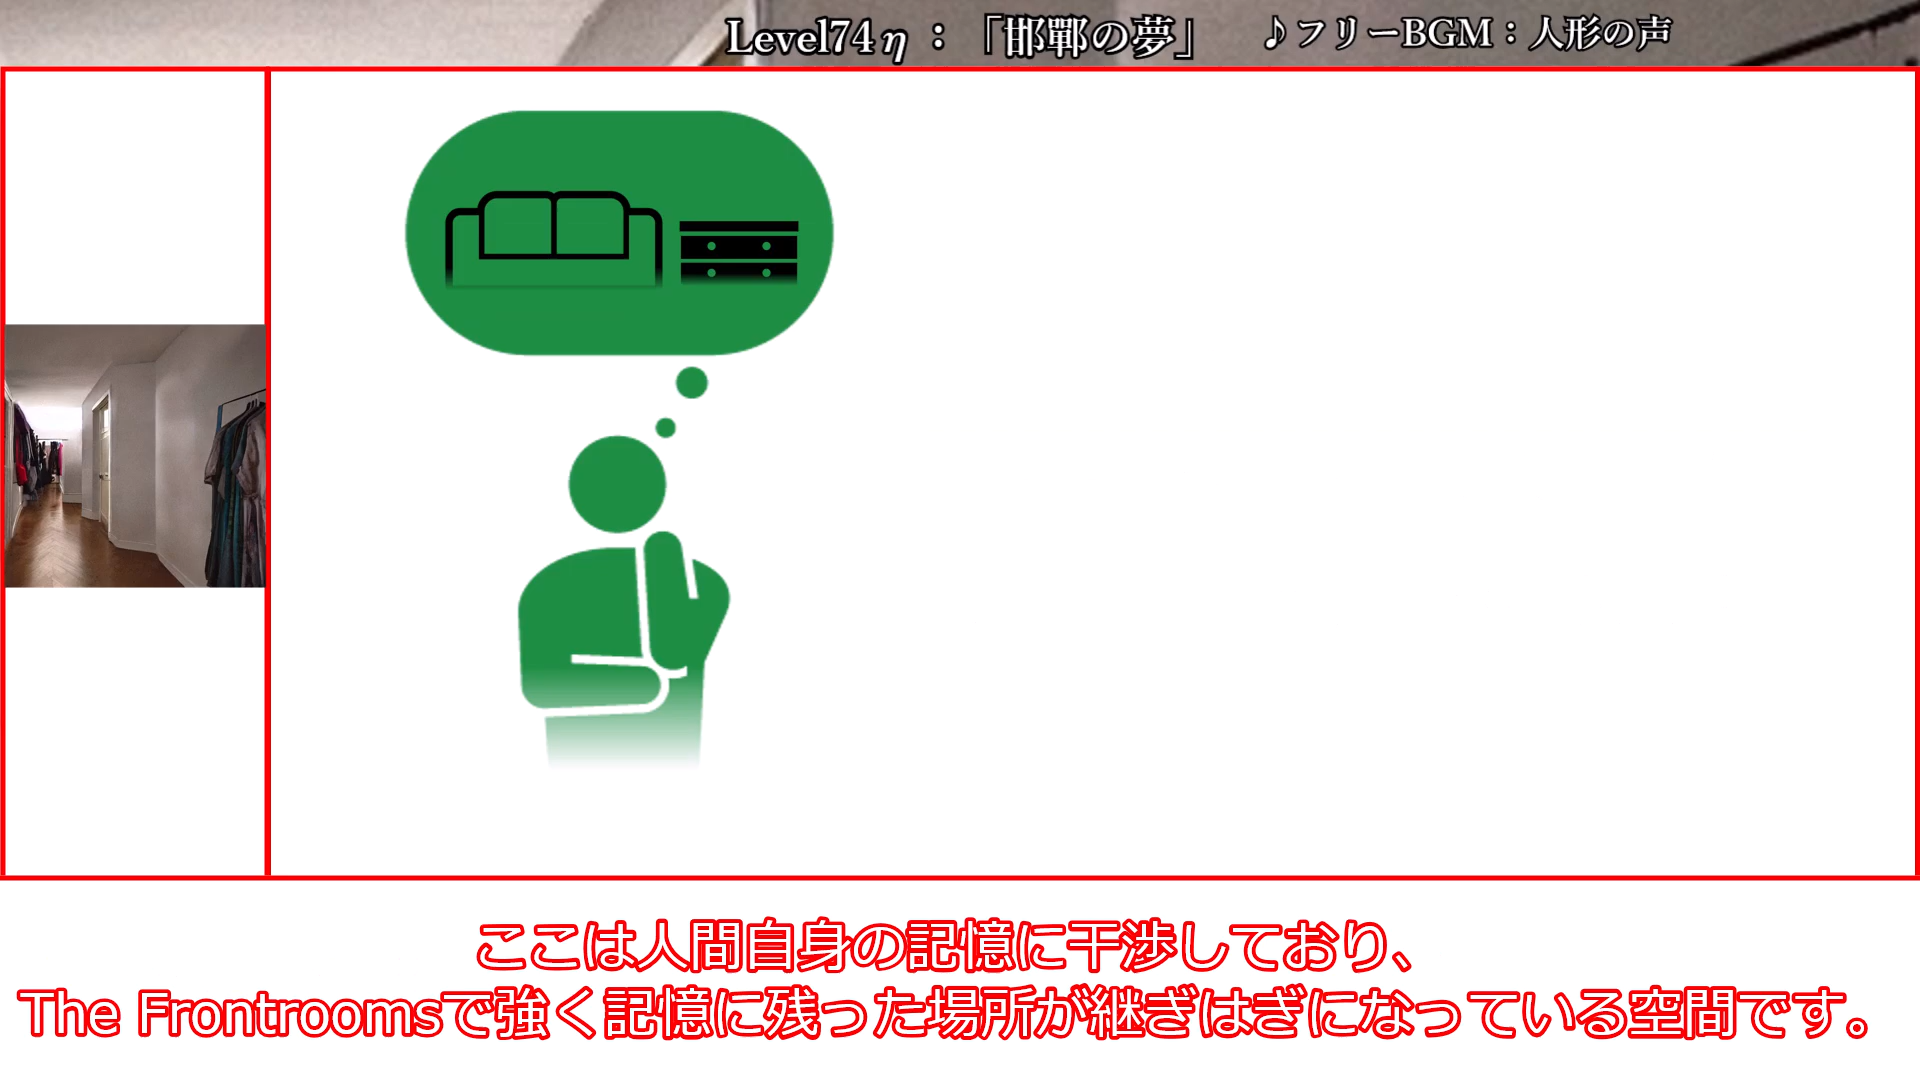 Level74η：「邯鄲の夢」　♪フリーBGM：人形の声
ここは人間自身の記憶に干渉しており、
The Frontroomsで強く記憶に残った場所が継ぎはぎになっている空間です。